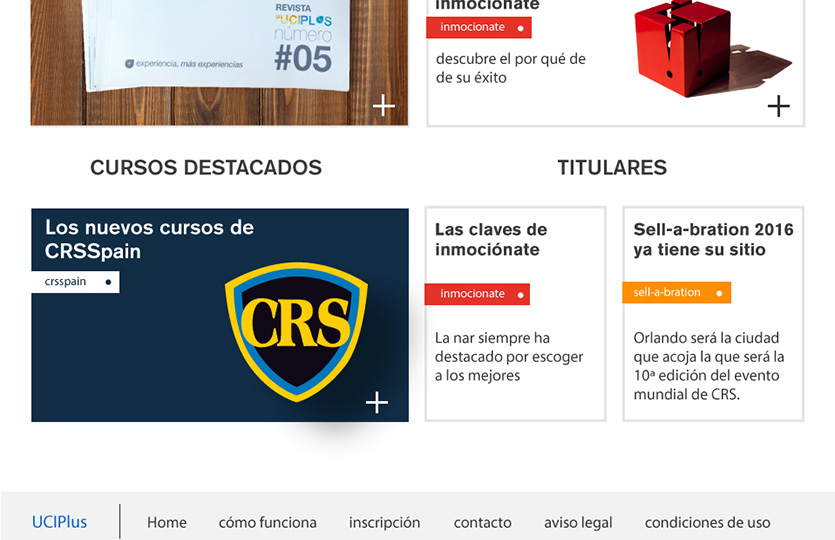 REVISTA
UCIPLUS
número
#05
experiencia, más experiencias
inmociónate
inmocionate
descubre el por qué de
de su éxito
CURSOS DESTACADOS
Los nuevos cursos de
CRSSpain
crsspain
CRS
TITULARES
Las claves de
inmociónate
inmocionate
La nar siempre ha
destacado por escoger
a los mejores
Sell-a-bration 2016
ya tiene su sitio
sell-a-bration
Orlando será la ciudad
que acoja la que será la
10ª edición del evento
mundial de CRS.
UCIPlus
Home
cómo funciona
inscripción
contacto
aviso legal
condiciones de uso